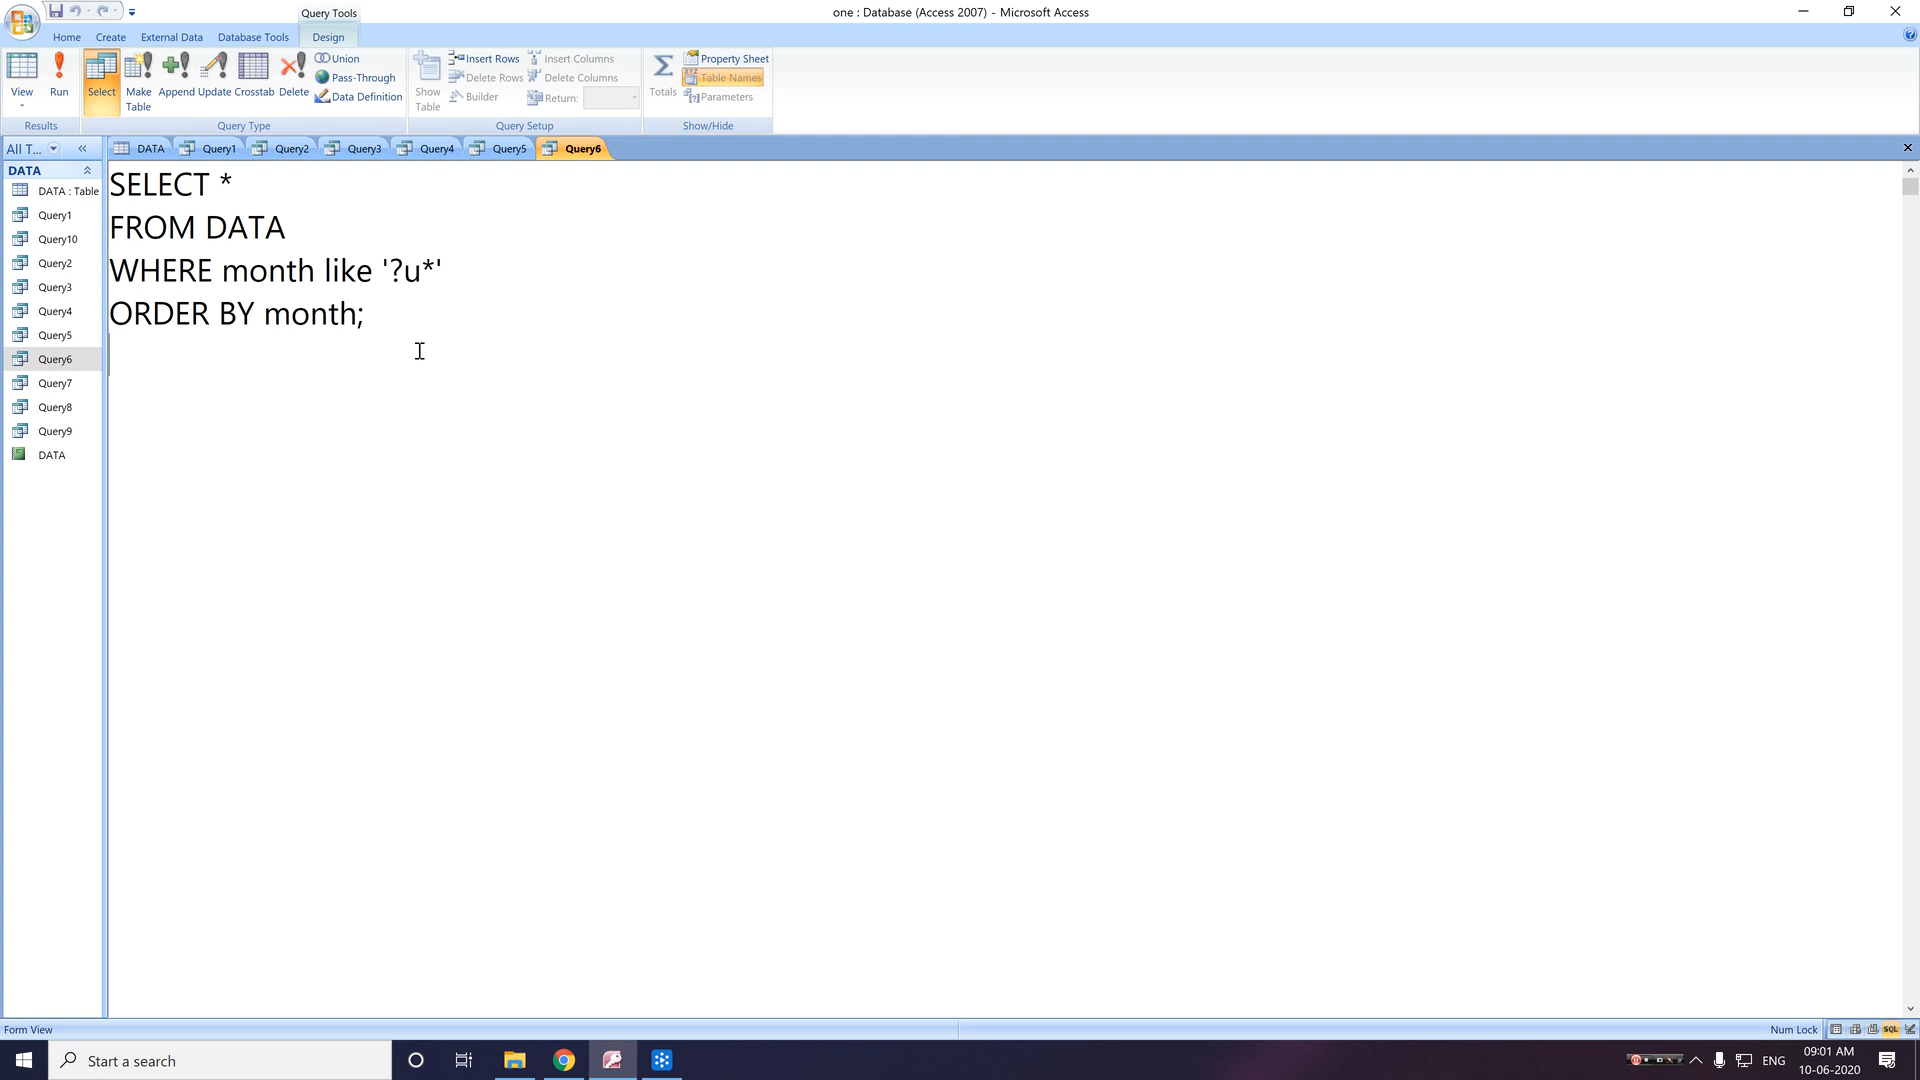 Query Tools
one : Database (Access 2007) - Microsoft Access
Home Create External Data Database Tools Design
View
Run
Select
Make
Table
Append
Update
Crosstab
Delete
Union
Pass-Through
Data Definition
Show
Table
Insert Rows
Delete Rows
Builder
Insert Columns
Delete Columns
Return:
Totals
Property Sheet
Table Names
Parameters
Results Query Type Query Setup Show/Hide
All T...
DATA Query1 Query2 Query3 Query4 Query5 Query6
DATA
DATA : Table
Query1
Query10
Query2
Query3
Query4
Query5
Query6
Query7
Query8
Query9
DATA
SELECT *
FROM DATA
WHERE month like '?u*'
ORDER BY month;
Form View
Num Lock
SQL
Start a search
ENG
09:01 AM
10-06-2020